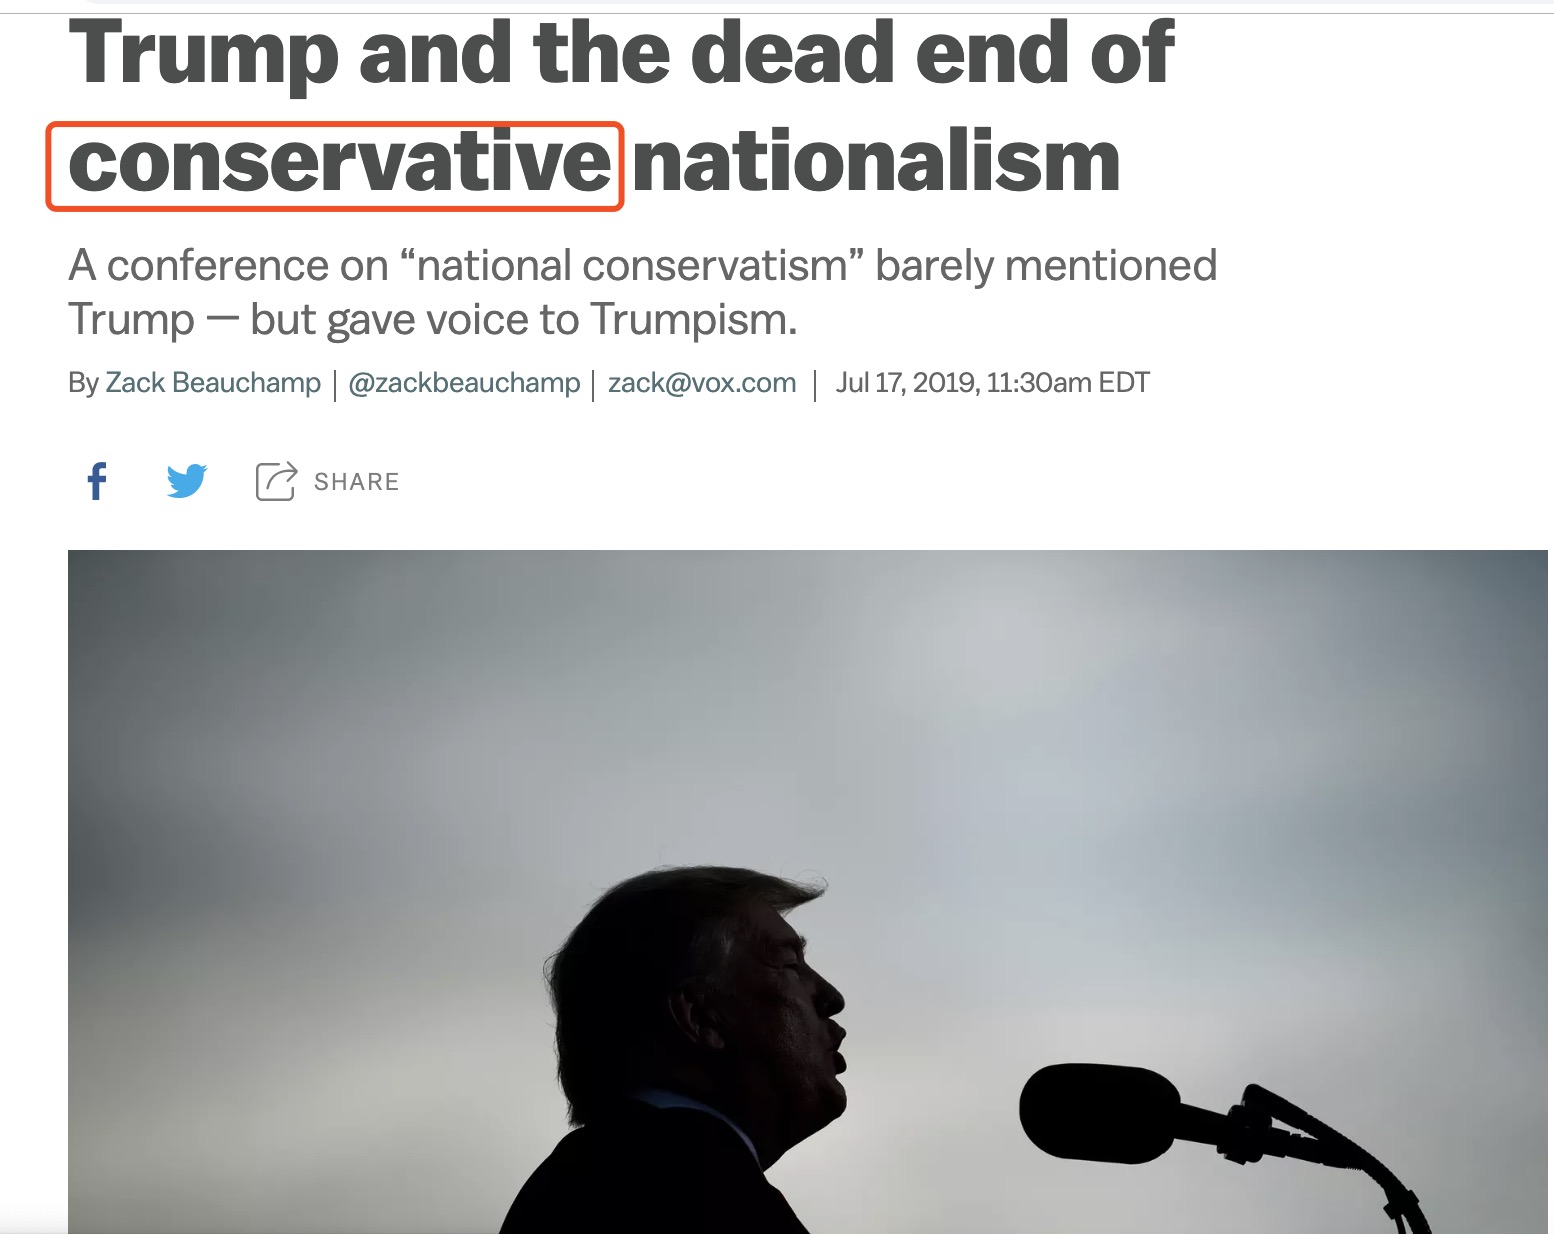 Trump and the dead end of
conservative nationalism
A conference on “national conservatism” barely mentioned
Trump — but gave voice to Trumpism.
By Zack Beauchamp | @zackbeauchamp | zack@vox.com | Jul 17, 2019, 11:30am EDT
SHARE